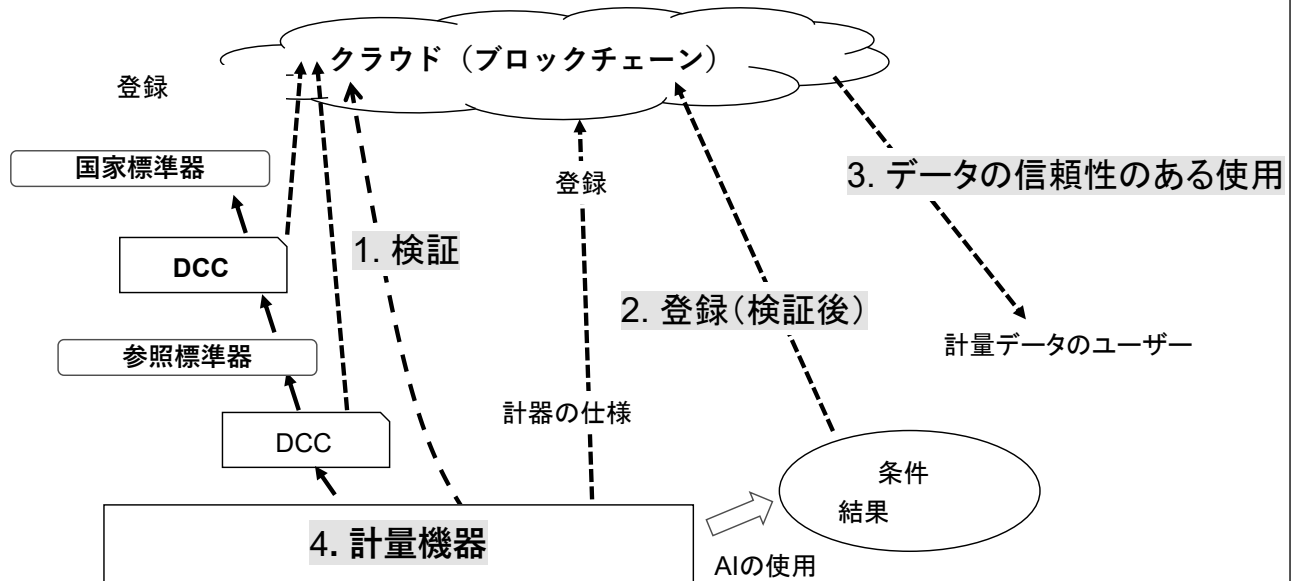 クラウド（ブロックチェーン）
登録
国家標準器
登録
3. データの信頼性のある使用
DCC
1. 検証
2. 登録（検証後）
参照標準器
計量データのユーザー
計器の仕様
DCC
条件
結果
4. 計量機器
AIの使用